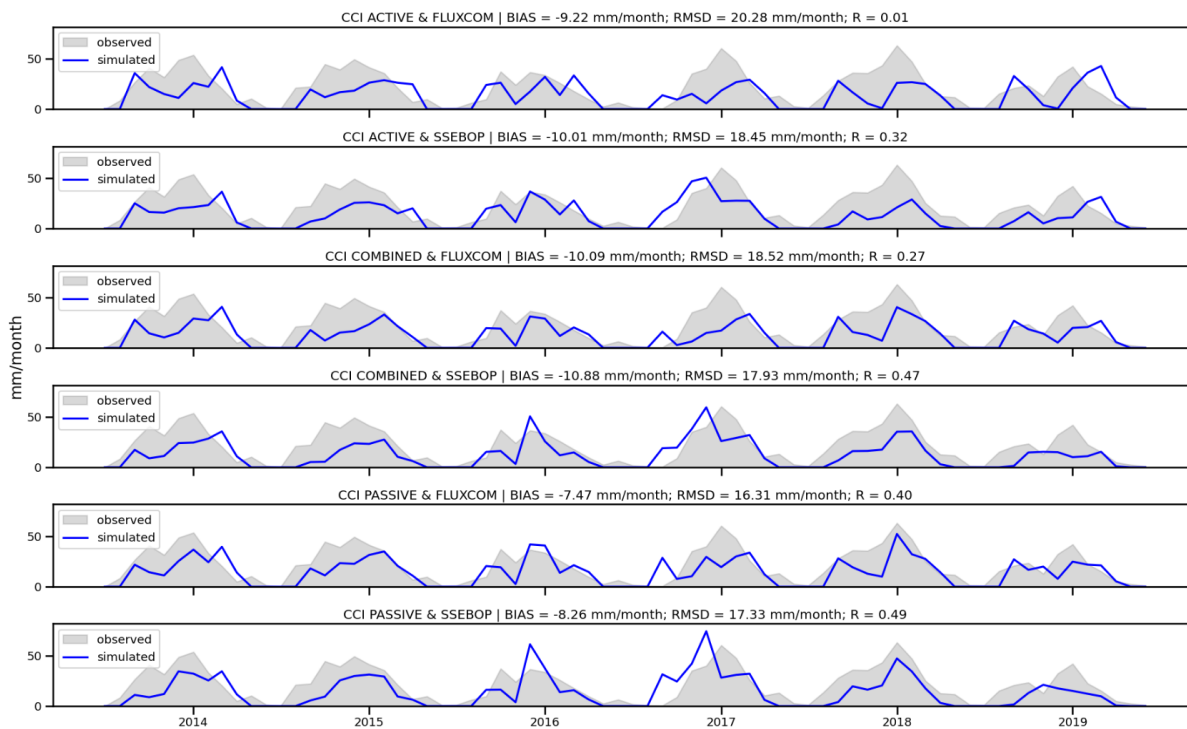 CCI ACTIVE & FLUXCOM | BIAS = -9.22 mm/month; RMSD = 20.28 mm/month; R = 0.01
50
0
observed
simulated
CCI ACTIVE & SSEBOP | BIAS = -10.01 mm/month; RMSD = 18.45 mm/month; R = 0.32
50
0
observed
simulated
CCI COMBINED & FLUXCOM | BIAS = -10.09 mm/month; RMSD = 18.52 mm/month; R = 0.27
50
0
observed
simulated
mm/month
CCI COMBINED & SSEBOP | BIAS = -10.88 mm/month; RMSD = 17.93 mm/month; R = 0.47
50
0
observed
simulated
CCI PASSIVE & FLUXCOM | BIAS = -7.47 mm/month; RMSD = 16.31 mm/month; R = 0.40
50
0
observed
simulated
CCI PASSIVE & SSEBOP | BIAS = -8.26 mm/month; RMSD = 17.33 mm/month; R = 0.49
50
0
observed
simulated
2014 2015 2016 2017 2018 2019